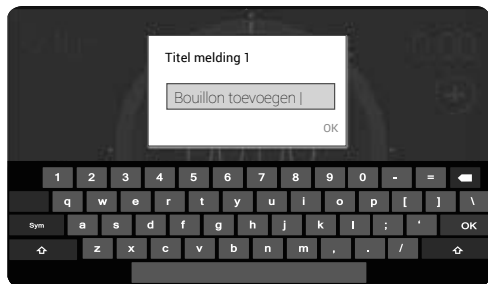 Titel melding 1
Bouillon toevoegen |
OK
1 2 3 4 5 6 7 8 9 0 - =
q w e r t y u i o p [ ] \
Sym a s d f g h j k l ; ' OK
z x c v b n m , . /